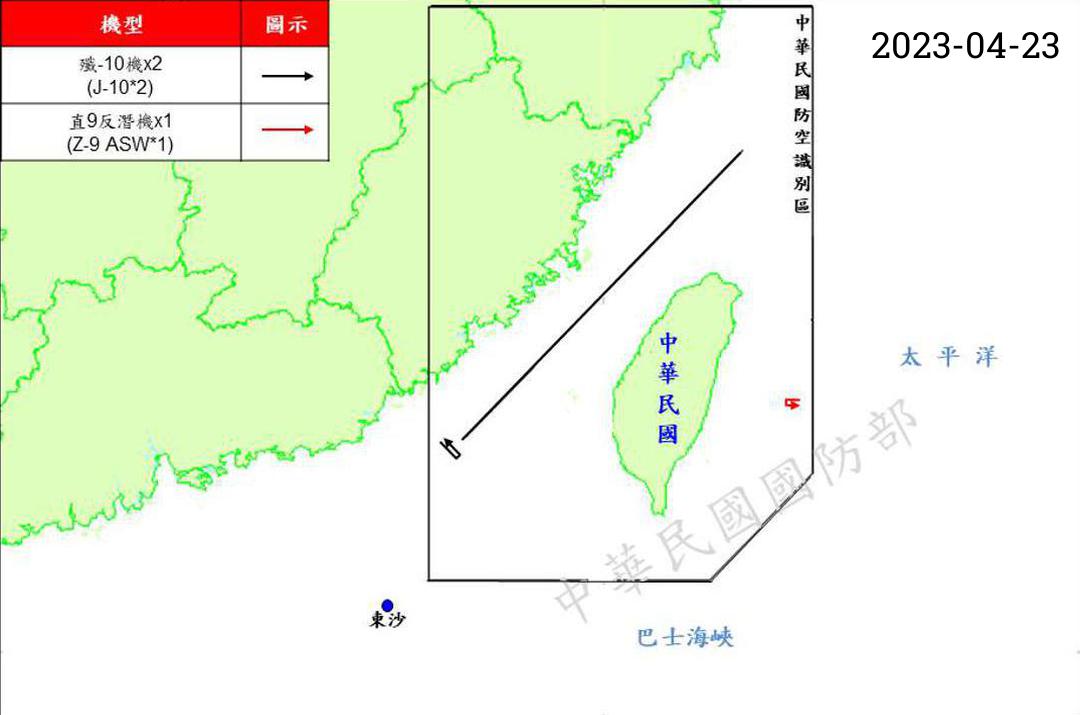 機型 圖示
殲-10機x2
(J-10*2)
直9反潛機x1
(Z-9 ASW*1)
中華民國防空識別區
2023-04-23
中華民國
太平洋
中華民國國防部
東沙
巴士海峽